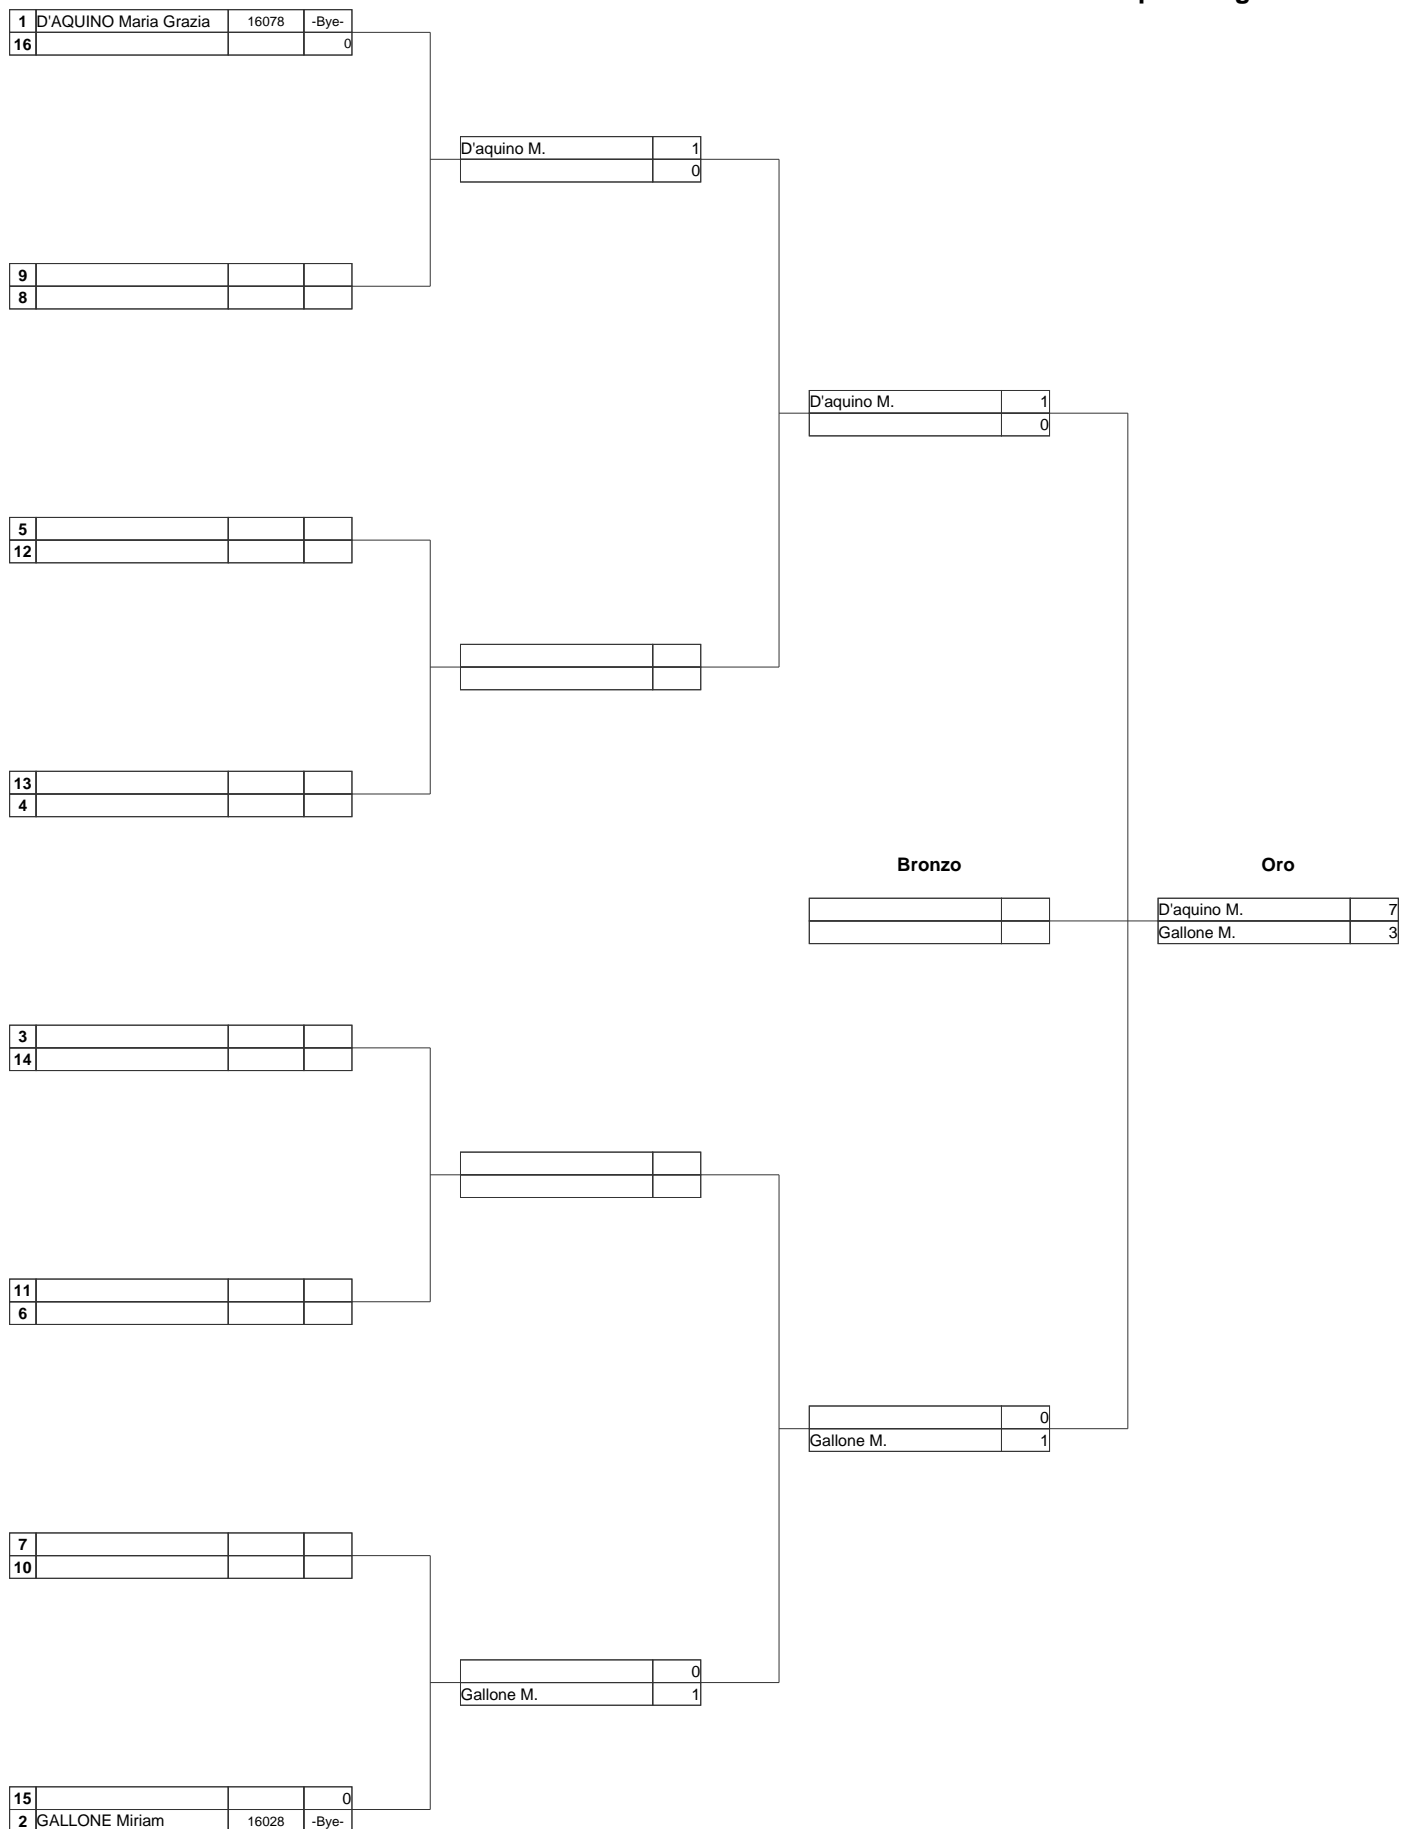 1 D'AQUINO Maria Grazia 16078 -Bye-
16 0
D'aquino M. 1
0
9
8
D'aquino M. 1
0
5
12
13
4
Bronzo Oro
D'aquino M. 7
Gallone M. 3
3
14
11
6
0
Gallone M. 1
7
10
0
Gallone M. 1
15 0
2 GALLONE Miriam 16028 -Bye-